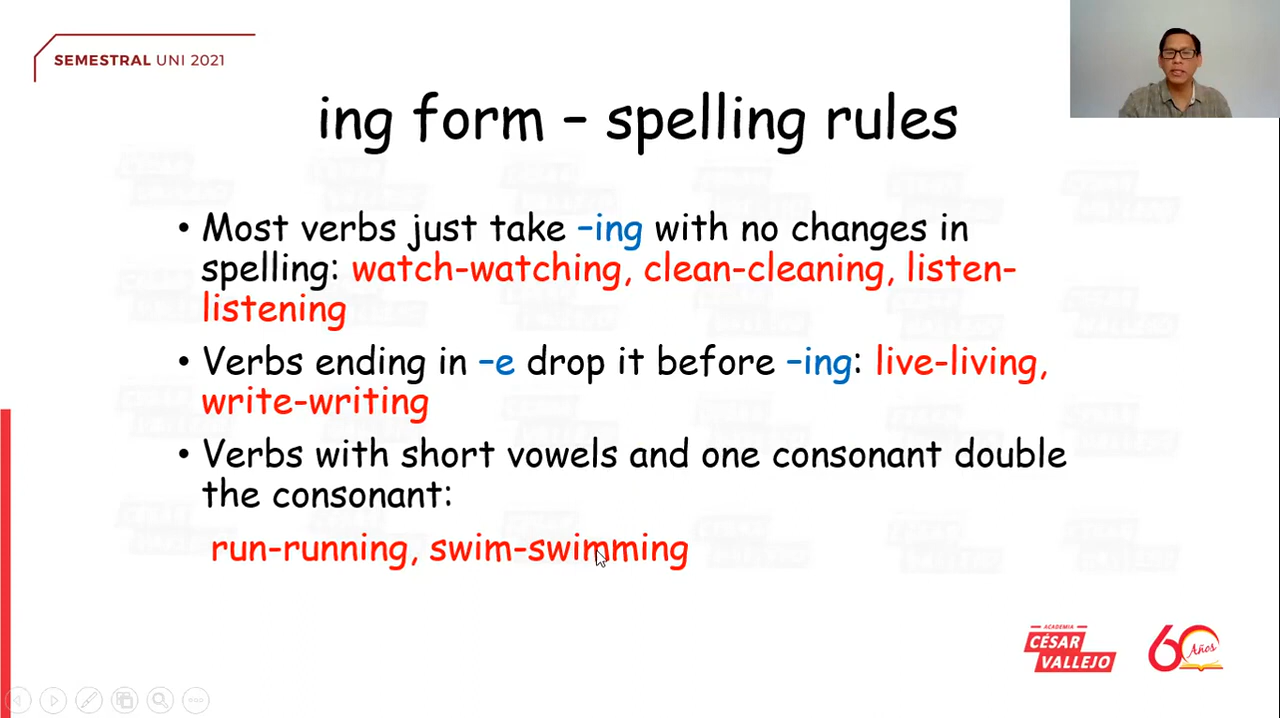 SEMESTRAL UNI 2021
ing form – spelling rules
• Most verbs just take –ing with no changes in
spelling: watch-watching, clean-cleaning, listen-
listening
• Verbs ending in –e drop it before –ing: live-living,
write-writing
• Verbs with short vowels and one consonant double
the consonant:
run-running, swim-swimming
ACADEMIA
CÉSAR
VALLEJO
60 Años